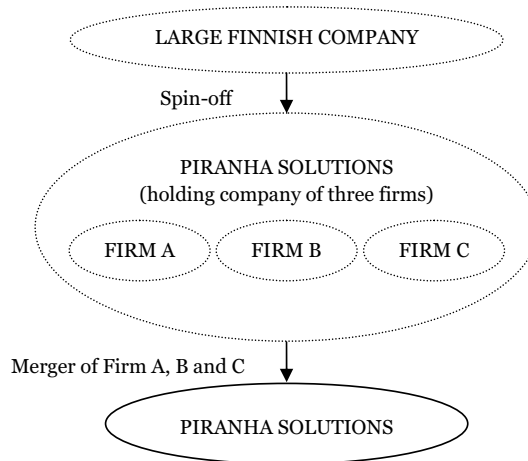 LARGE FINNISH COMPANY
Spin-off
PIRANHA SOLUTIONS
(holding company of three firms)
FIRM A
FIRM B
FIRM C
Merger of Firm A, B and C
PIRANHA SOLUTIONS